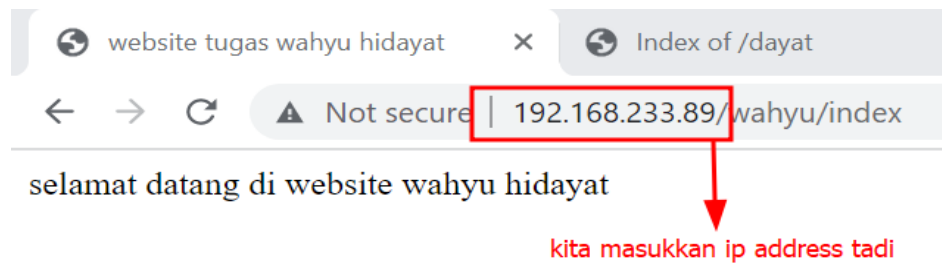 website tugas wahyu hidayat
Index of /dayat
Not secure | 192.168.233.89/wahyu/index
selamat datang di website wahyu hidayat
kita masukkan ip address tadi